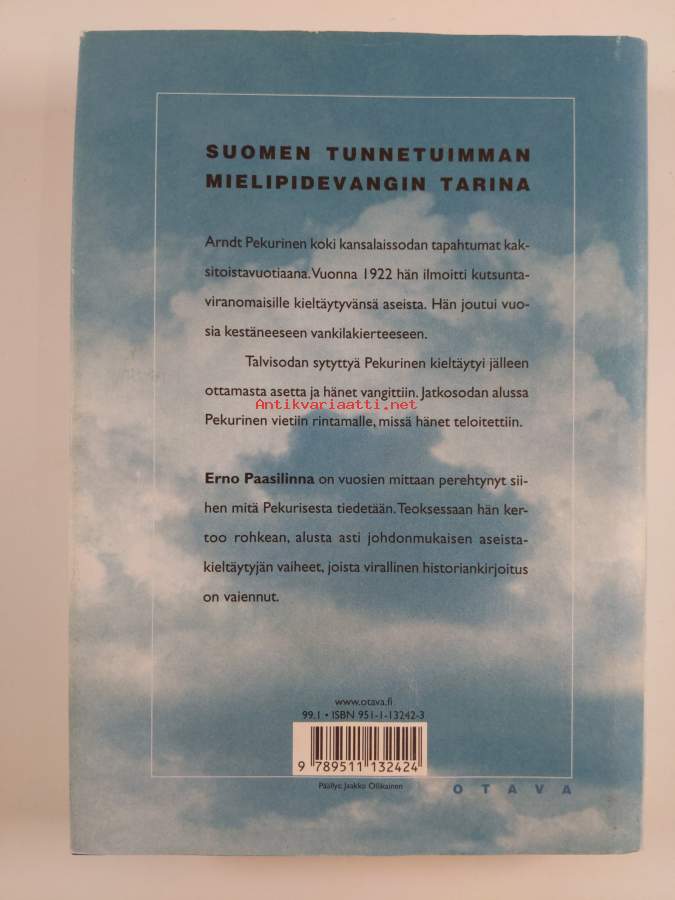 SUOMEN TUNNETUIMMAN
MIELIPIDEVANGIN TARINA
Arndt Pekurinen koki kansalaissodan tapahtumat kak-
sitoistavuotiaana. Vuonna 1922 hän ilmoitti kutsunta-
viranomaisille kieltäytyvänsä aseista. Hän joutui vuo-
sia kestäneeseen vankilakierteeseen.
Talvisodan sytyttyä Pekurinen kieltäytyi jälleen
ottamasta asetta ja hänet vangittiin. Jatkosodan alussa
Antikvariaatti.net
Pekurinen vietiin rintamalle, missä hänet teloitettiin.
Erno Paasilinna on vuosien mittaan perehtynyt sii-
hen mitä Pekurisesta tiedetään. Teoksessaan hän ker-
too rohkean, alusta asti johdonmukaisen aseista-
kieltäytyjän vaiheet, joista virallinen historiankirjoitus
on vaiennut.
www.otava.fi
99.1 • ISBN 951-1-13242-3
9 789511 132424
Päällys: Jaakko Ollikainen
OTAVA